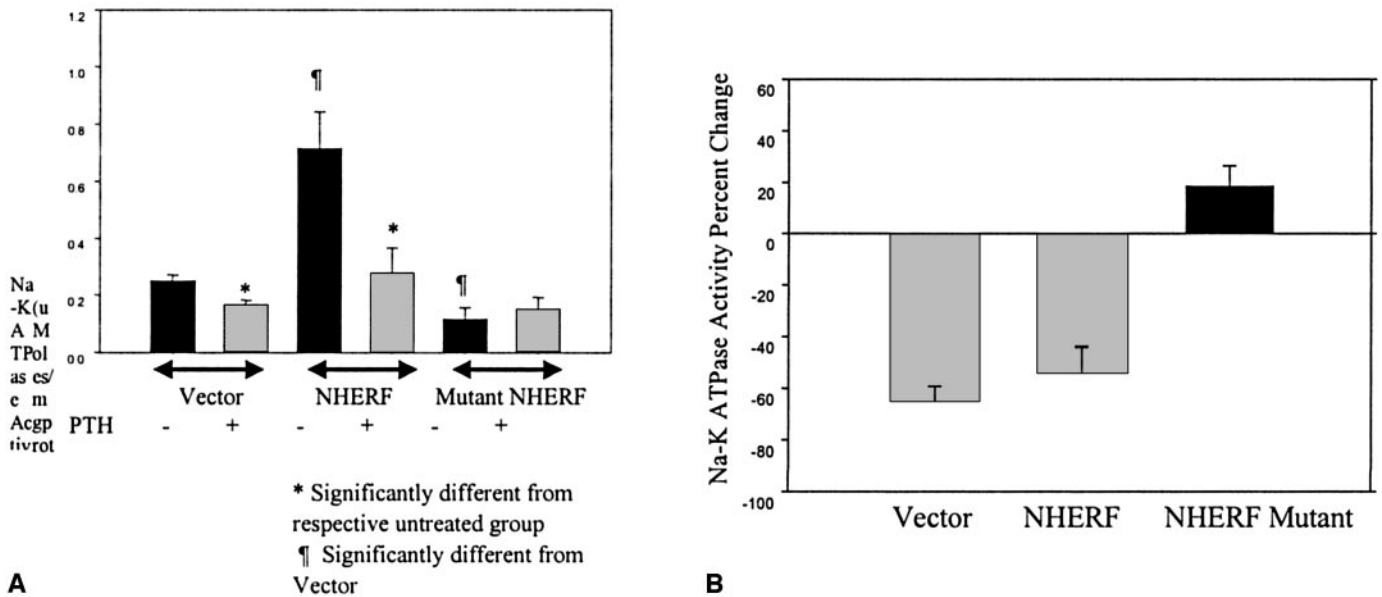 1.2
1.0
0.8
0.6
0.4
0.2
0.0
¶
*
¶
*
Na
-K(u
A M
TPol
as es/
e m
Acgp
tivrot
Vector NHERF Mutant NHERF
PTH - + - + - +
* Significantly different from
respective untreated group
¶ Significantly different from
Vector
A
Na-K ATPase Activity Percent Change
60
40
20
0
-20
-40
-60
-80
-100
Vector NHERF NHERF Mutant
B